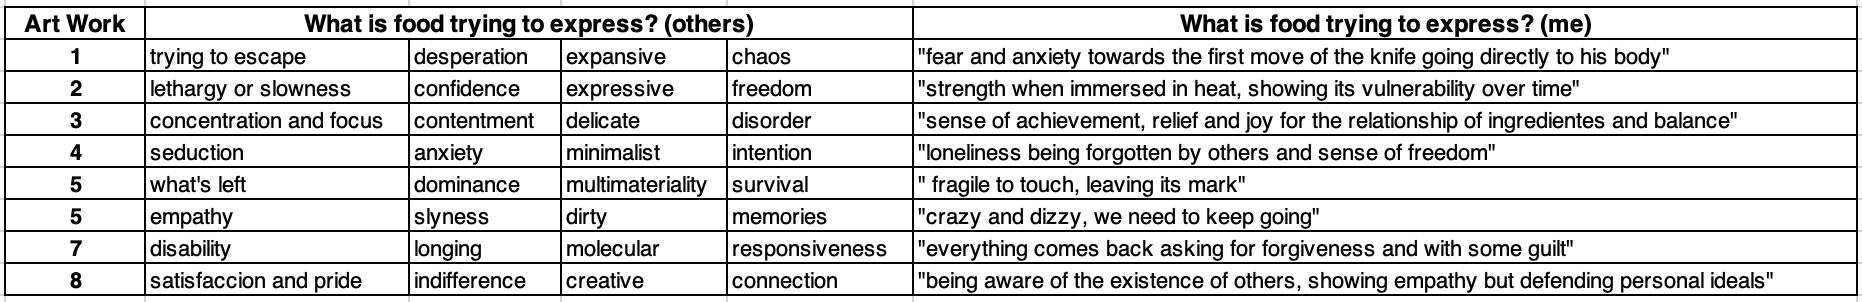 Art Work What is food trying to express? (others) What is food trying to express? (me)
1 trying to escape desperation expansive chaos "fear and anxiety towards the first move of the knife going directly to his body"
2 lethargy or slowness confidence expressive freedom "strength when immersed in heat, showing its vulnerability over time"
3 concentration and focus contentment delicate disorder "sense of achievement, relief and joy for the relationship of ingredientes and balance"
4 seduction anxiety minimalist intention "loneliness being forgotten by others and sense of freedom"
5 what's left dominance multimateriality survival " fragile to touch, leaving its mark"
5 empathy slyness dirty memories "crazy and dizzy, we need to keep going"
7 disability longing molecular responsiveness "everything comes back asking for forgiveness and with some guilt"
8 satisfaccion and pride indifference creative connection "being aware of the existence of others, showing empathy but defending personal ideals"